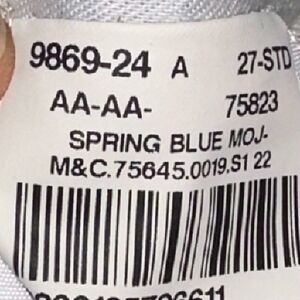 9869-24 A 27-STD
AA-AA- 75823
SPRING BLUE MOJ-
M&C.75645.0019.S1 22